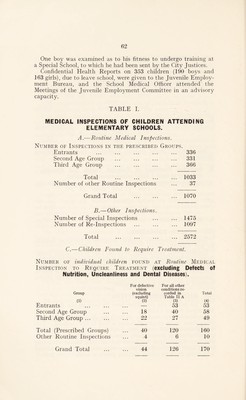 62
One boy was examined as to his fitness to undergo training at
a Special School, to which he had been sent by the City Justices.
Confidential Health Reports on 353 children (190 boys and
163 girls), due to leave school, were given to the Juvenile Employ-
ment Bureau, and the School Medical Officer attended the
Meetings of the Juvenile Employment Committee in an advisory
capacity.
TABLE I.
MEDICAL INSPECTIONS OF CHILDREN ATTENDING
ELEMENTARY SCHOOLS.
A.—Routine Medical Inspections.
NUMBER OF INSPECTIONS IN THE PRESCRIBED GROUPS.
Entrants ... ... ... ... ... 336
Second Age Group ... ... ... ... 331
Third Age Group ... ... ... ... 366
Total ... ... ... ... 1033
Number of other Routine Inspections ... 37
Grand Total ... ... ... 1070
B.—Other Inspections.
Number of Special Inspections ... ... ... 1475
Number of Re-Inspections ... ... ... ... 1097
Total ... ... ... ... 2572
C.—Children Found to Require Treatment.
NUMBER OF individual children FOUND AT ROUTINE MEDICAL
INSPECTION TO REQUIRE TREATMENT (excluding Defects of
Nutrition, Uncleanliness and Dental Diseases).
Group (1) For defective vision (excluding squint) (2) For all other conditions recorded in Table II A (3) Total (4)
Entrants ... ... ... — 53 53
Second Age Group ... ... 18 40 58
Third Age Group ... ... ... 22 27 49
Total (Prescribed Groups) ... 40 120 160
Other Routine Inspections ... 4 6 10
Grand Total ... ... 44 126 170